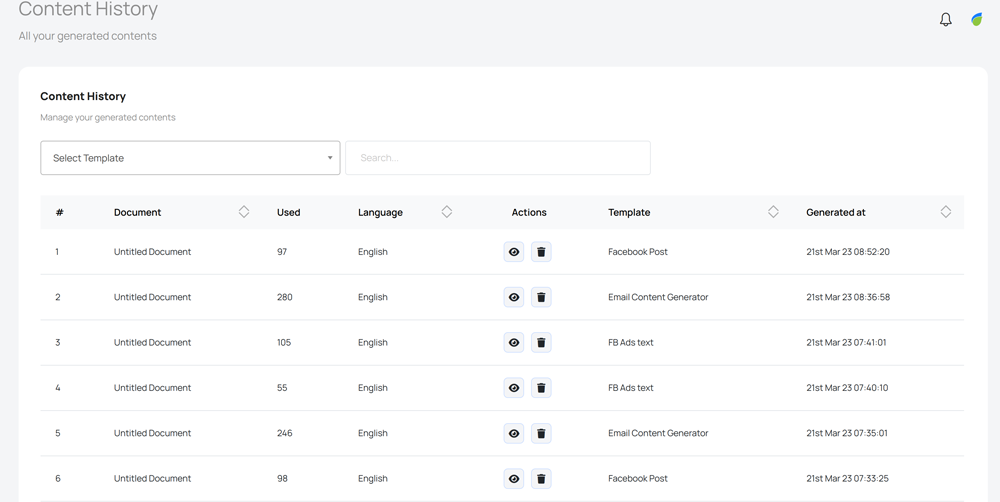 Content History
All your generated contents
Content History
Manage your generated contents
Select Template Search...
# Document Used Language Actions Template Generated at
1 Untitled Document 97 English Facebook Post 21st Mar 23 08:52:20
2 Untitled Document 280 English Email Content Generator 21st Mar 23 08:36:58
3 Untitled Document 105 English FB Ads text 21st Mar 23 07:41:01
4 Untitled Document 55 English FB Ads text 21st Mar 23 07:40:10
5 Untitled Document 246 English Email Content Generator 21st Mar 23 07:35:01
6 Untitled Document 98 English Facebook Post 21st Mar 23 07:33:25